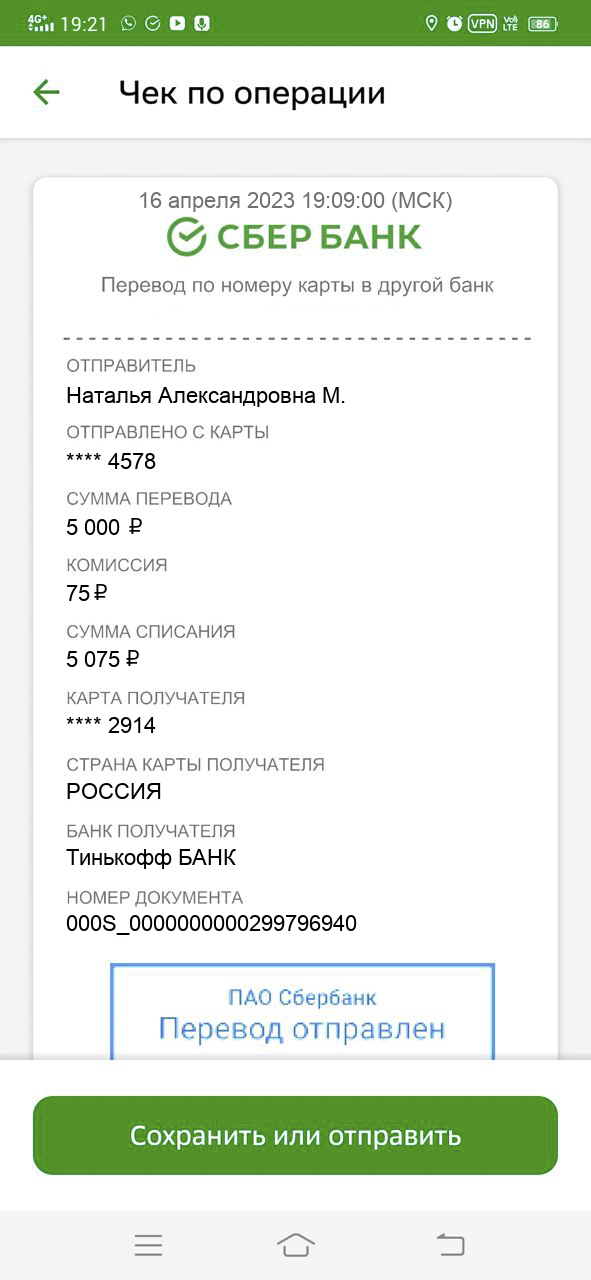 4G+ 19:21 VPN Vo) LTE 86
Чек по операции
16 апреля 2023 19:09:00 (МСК)
СБЕР БАНК
Перевод по номеру карты в другой банк
ОТПРАВИТЕЛЬ
Наталья Александровна М.
ОТПРАВЛЕНО С КАРТЫ
**** 4578
СУММА ПЕРЕВОДА
5 000 ₽
КОМИССИЯ
75 ₽
СУММА СПИСАНИЯ
5 075 ₽
КАРТА ПОЛУЧАТЕЛЯ
**** 2914
СТРАНА КАРТЫ ПОЛУЧАТЕЛЯ
РОССИЯ
БАНК ПОЛУЧАТЕЛЯ
Тинькофф БАНК
НОМЕР ДОКУМЕНТА
000S_0000000000299796940
ПАО Сбербанк
Перевод отправлен
Сохранить или отправить